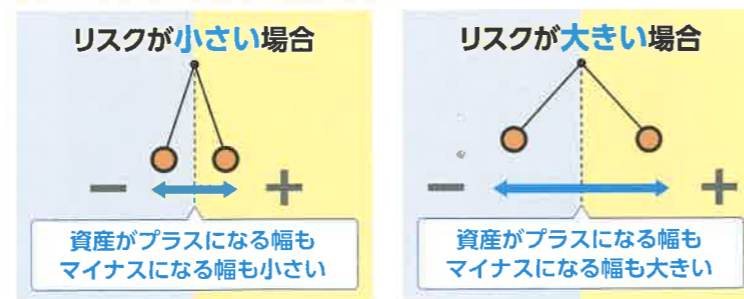 リスクが小さい場合
− +
資産がプラスになる幅も
マイナスになる幅も小さい
リスクが大きい場合
− +
資産がプラスになる幅も
マイナスになる幅も大きい